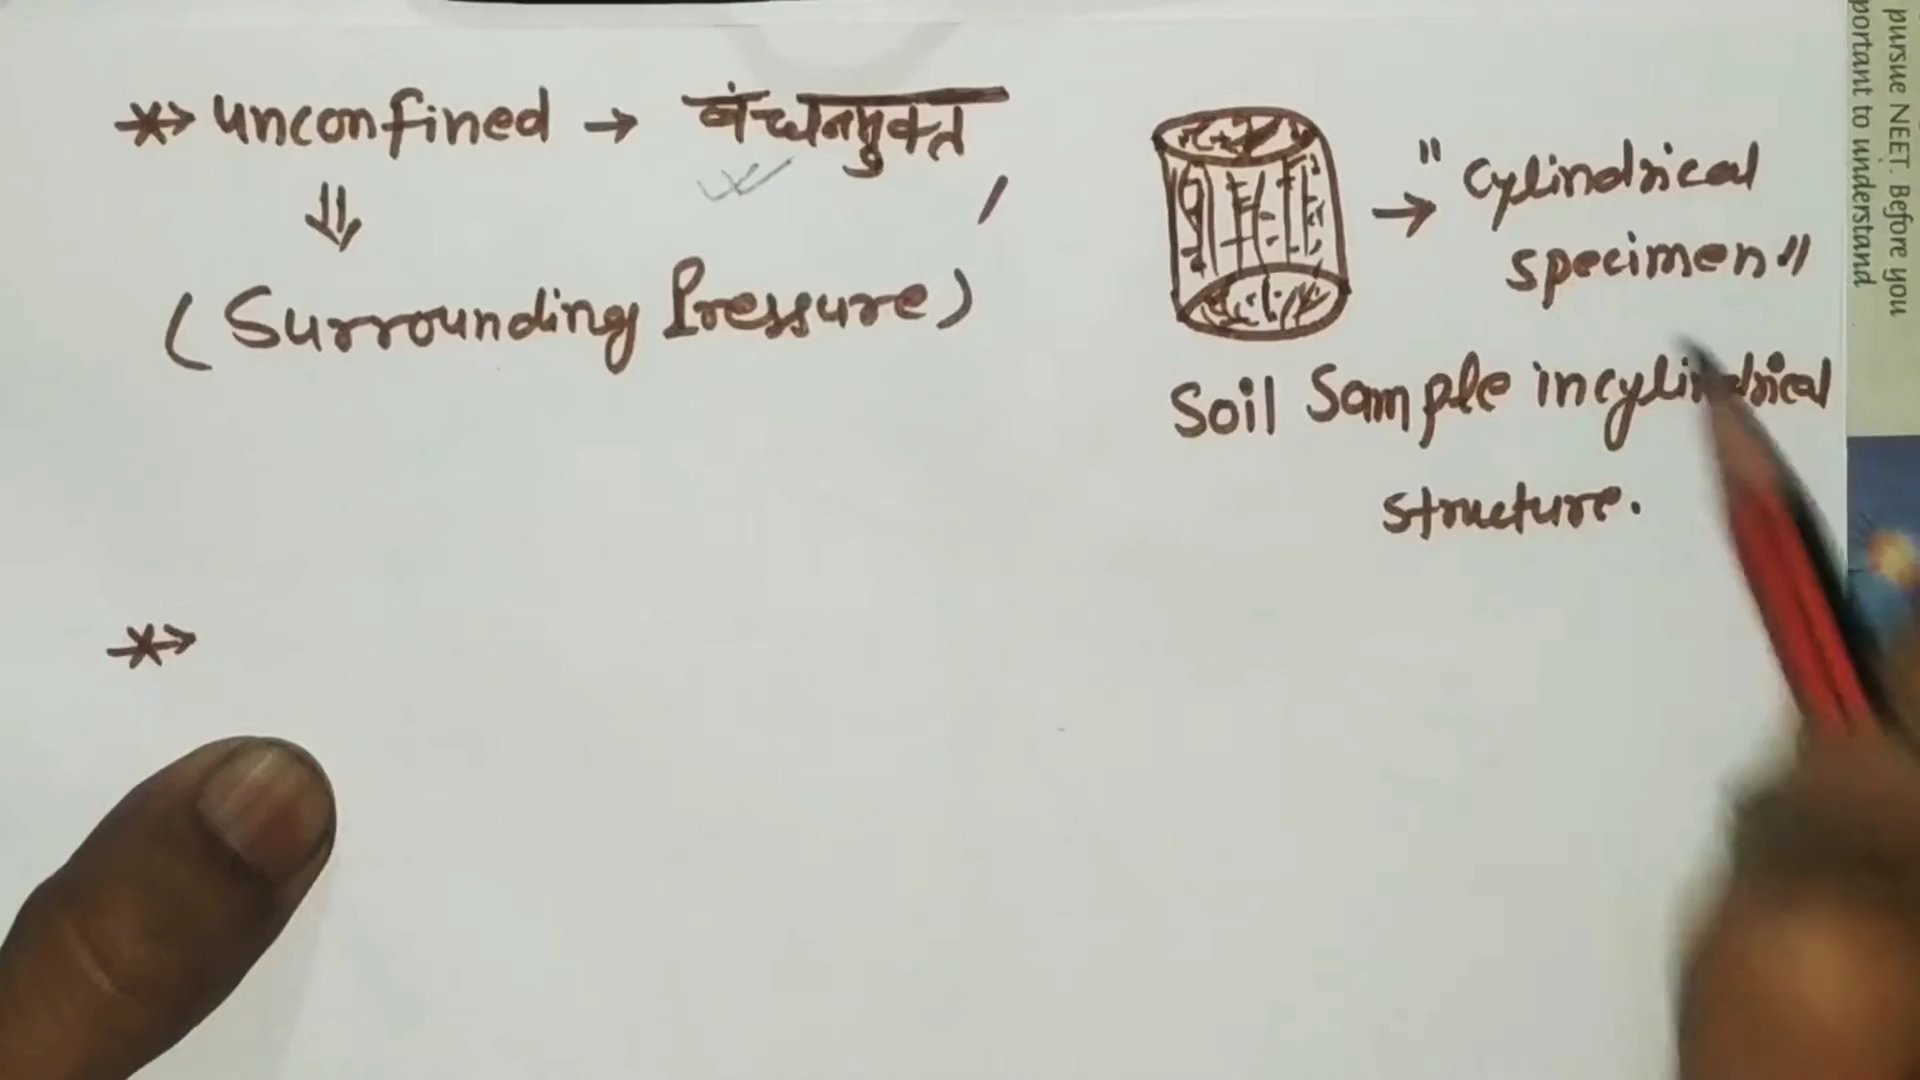 unconfined → बंधनमुक्त
(Surrounding Pressure)
"Cylindrical
specimen"
Soil Sample in cylindrical
structure.
pursue NEET. Before you
portant to understand